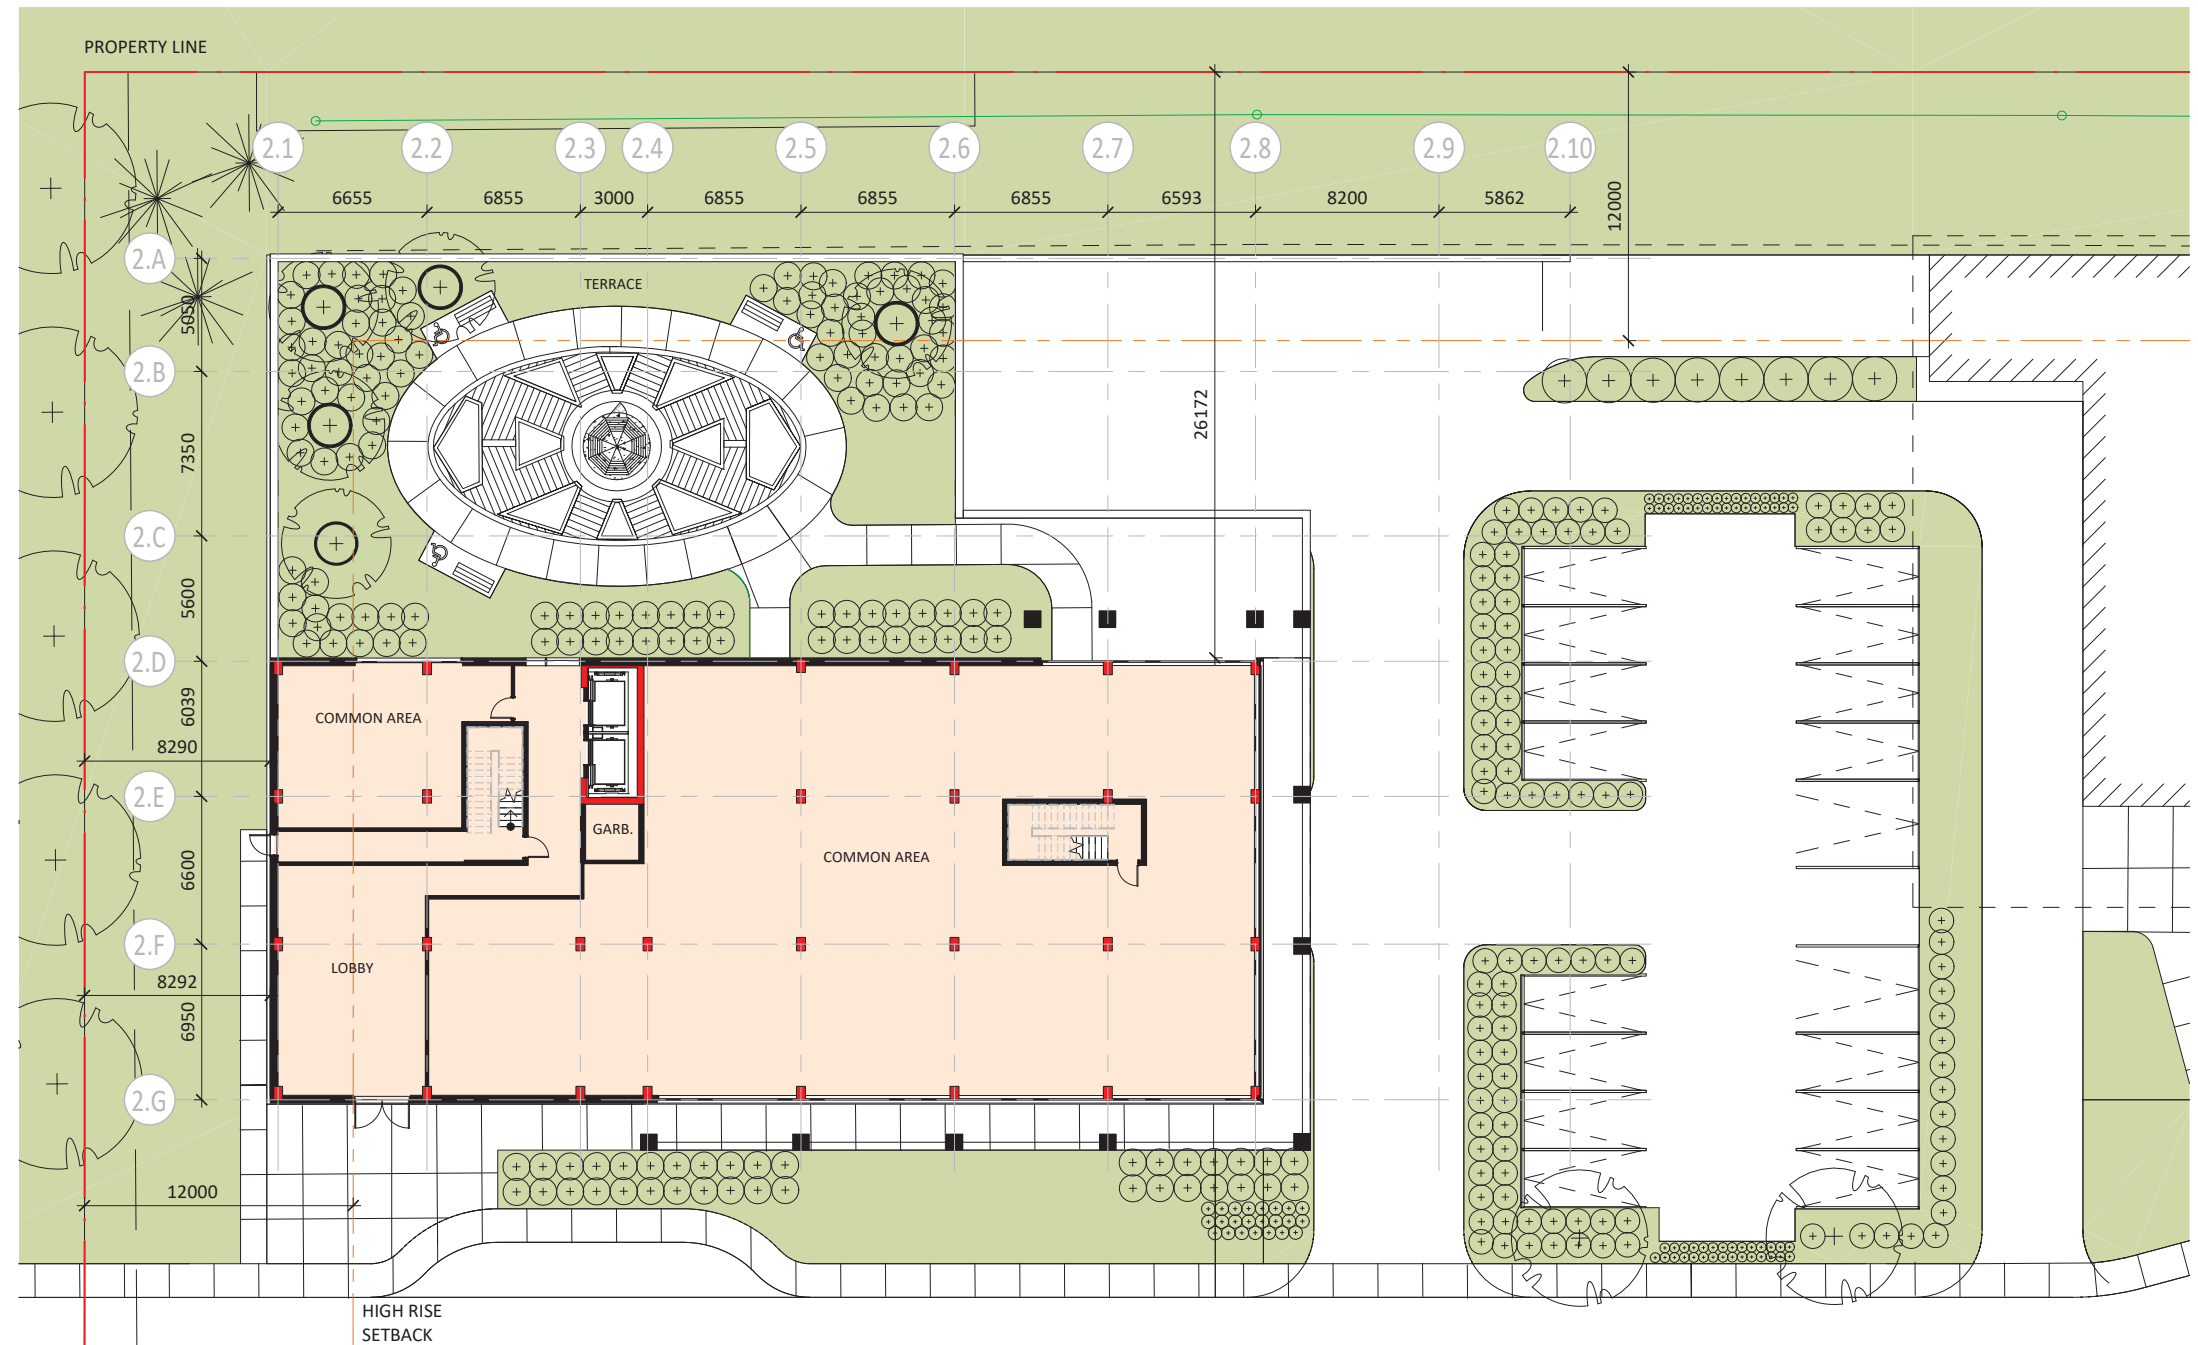 PROPERTY LINE
2.1
2.2
2.3
2.4
2.5
2.6
2.7
2.8
2.9
2.10
6655
6855
3000
6855
6855
6855
6593
8200
5862
12000
2.A
TERRACE
5050
2.B
26172
7350
2.C
5600
2.D
6039
COMMON AREA
8290
2.E
GARB.
COMMON AREA
6600
2.F
LOBBY
8292
6950
2.G
12000
HIGH RISE
SETBACK